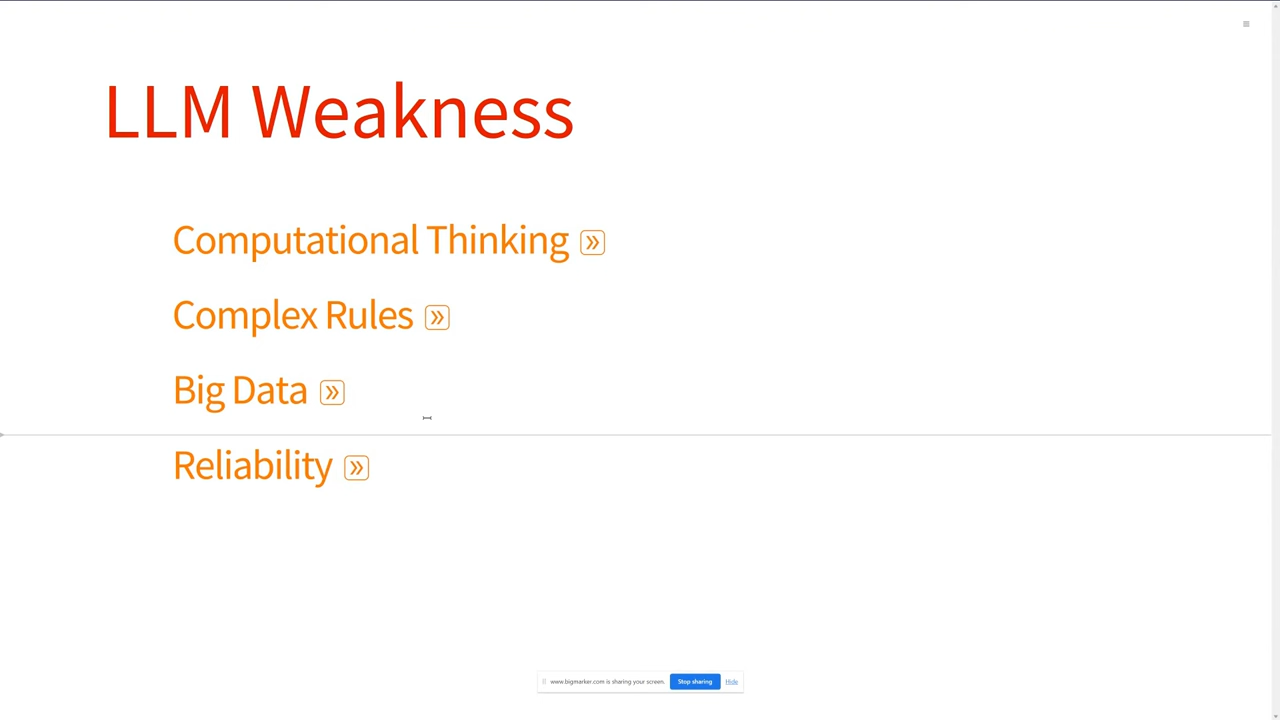 LLM Weakness
Computational Thinking
Complex Rules
Big Data
Reliability
www.bigmarker.com is sharing your screen. Stop sharing Hide